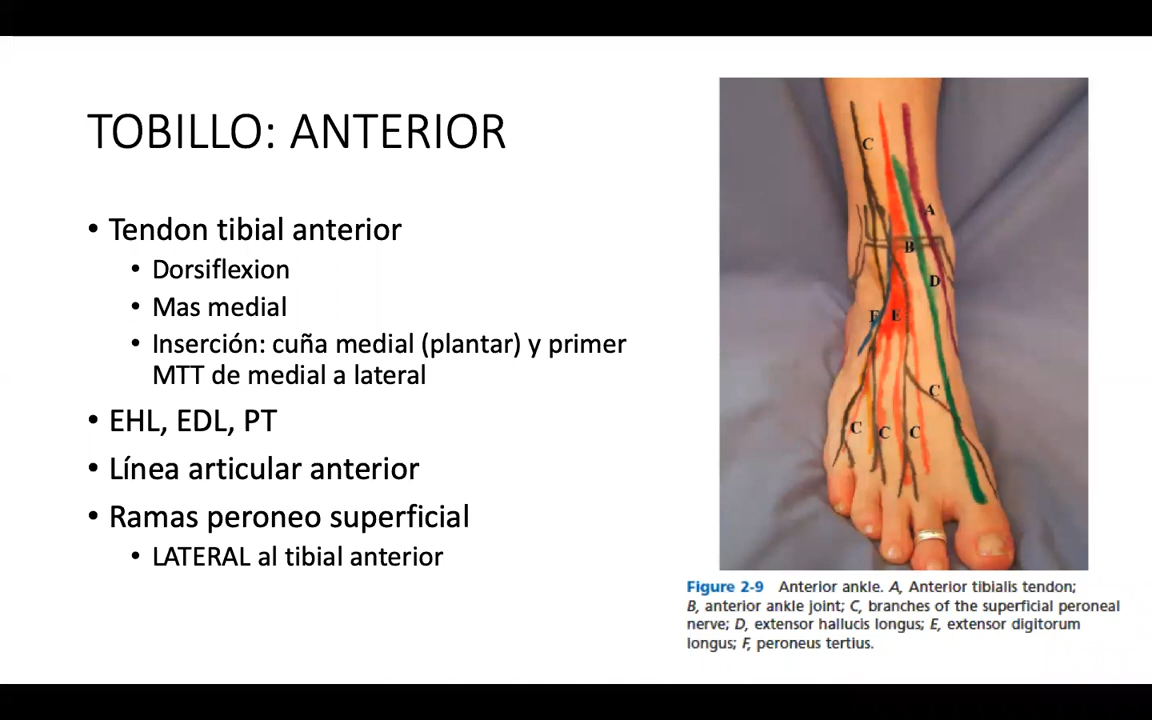 TOBILLO: ANTERIOR
• Tendon tibial anterior
• Dorsiflexion
• Mas medial
• Inserción: cuña medial (plantar) y primer
MTT de medial a lateral
• EHL, EDL, PT
• Línea articular anterior
• Ramas peroneo superficial
• LATERAL al tibial anterior
C
A
B
D
F E
C
C C C
Figure 2-9 Anterior ankle. A, Anterior tibialis tendon;
B, anterior ankle joint; C, branches of the superficial peroneal
nerve; D, extensor hallucis longus; E, extensor digitorum
longus; F, peroneus tertius.